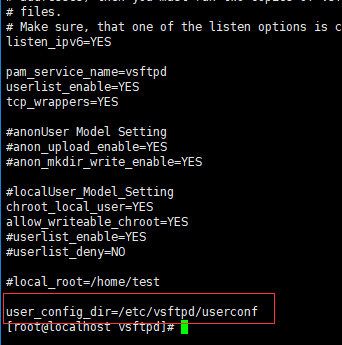 # files.
# Make sure, that one of the listen options is c
listen_ipv6=YES
pam_service_name=vsftpd
userlist_enable=YES
tcp_wrappers=YES
#anonUser Model Setting
#anon_upload_enable=YES
#anon_mkdir_write_enable=YES
#localUser_Model_Setting
chroot_local_user=YES
allow_writeable_chroot=YES
#userlist_enable=YES
#userlist_deny=NO
#local_root=/home/test
user_config_dir=/etc/vsftpd/userconf
[root@localhost vsftpd]#